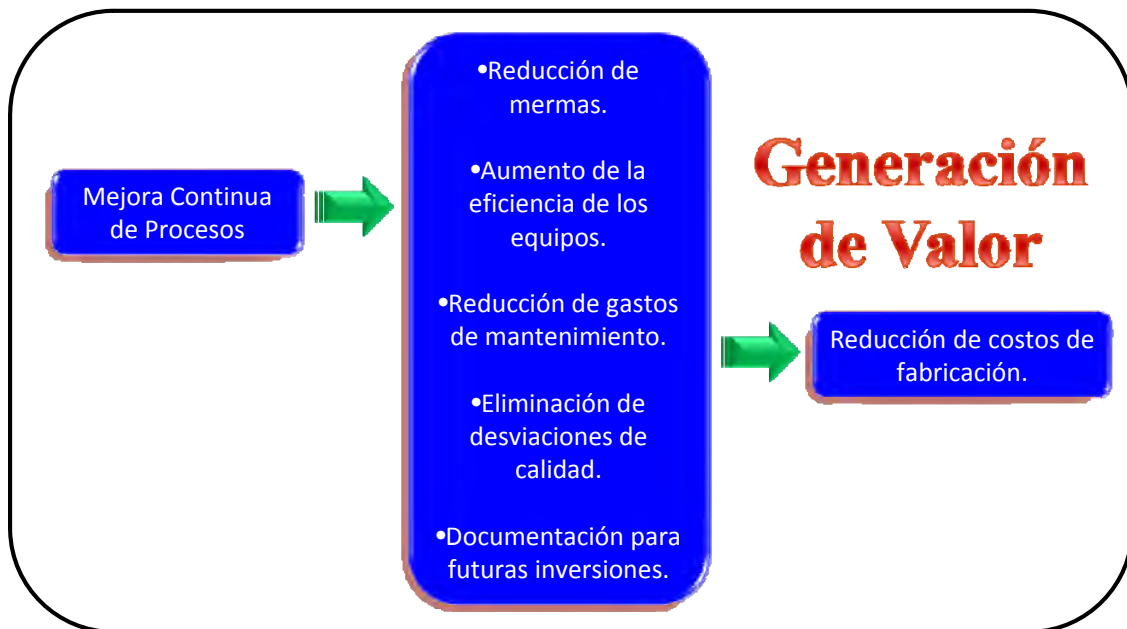 Mejora Continua
de Procesos
•Reducción de
mermas.
•Aumento de la
eficiencia de los
equipos.
•Reducción de gastos
de mantenimiento.
•Eliminación de
desviaciones de
calidad.
•Documentación para
futuras inversiones.
Generación
de Valor
Reducción de costos de
fabricación.